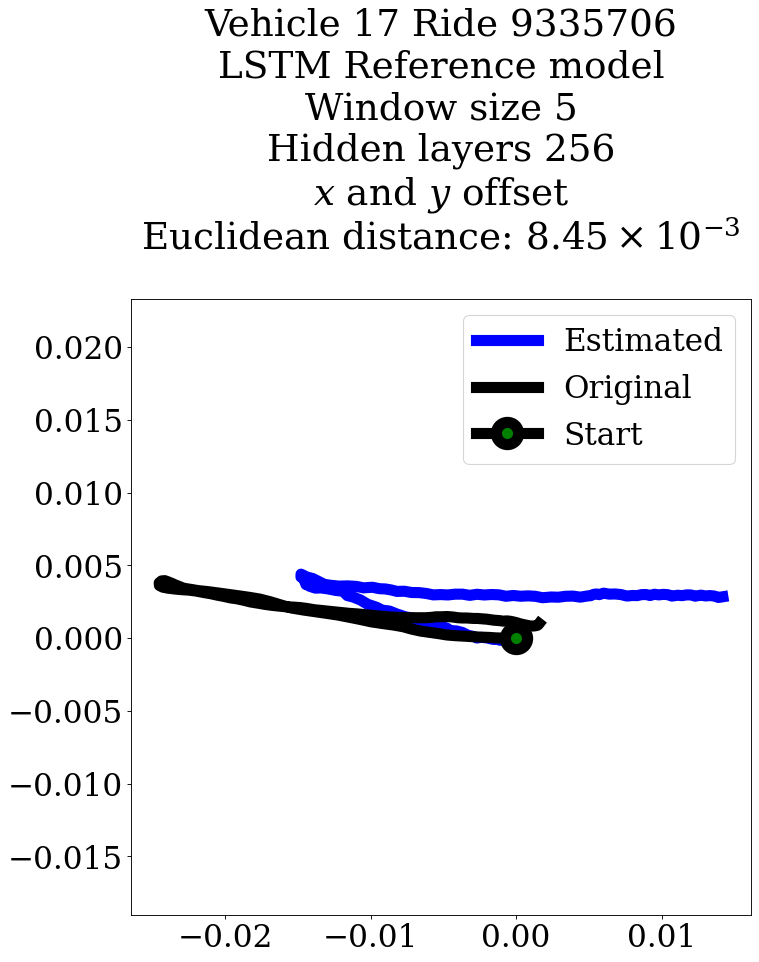 Vehicle 17 Ride 9335706
LSTM Reference model
Window size 5
Hidden layers 256
x and y offset
Euclidean distance: 8.45 × 10⁻³
Estimated
Original
Start
0.020
0.015
0.010
0.005
0.000
−0.005
−0.010
−0.015
−0.02 −0.01 0.00 0.01